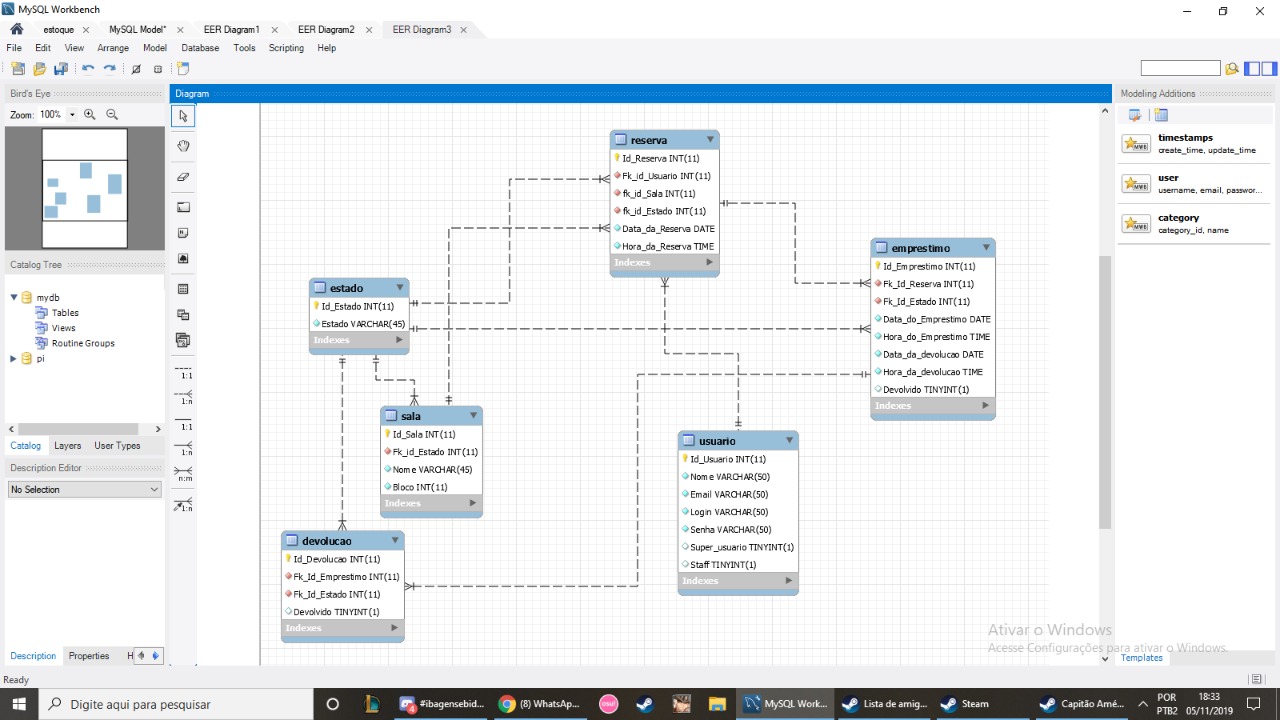 MySQL Workbench
estoque
MySQL Model*
EER Diagram1
EER Diagram2
EER Diagram3
File Edit View Arrange Model Database Tools Scripting Help
Bird's Eye
Zoom: 100%
Catalog Tree
mydb
Tables
Views
Routine Groups
pi
Catalog Layers User Types
Description Editor
No Selection
Description Properties H
Ready
Diagram
1:1
1:n
1:1
1:n
n:m
1:n
reserva
Id_Reserva INT(11)
Fk_id_Usuario INT(11)
fk_id_Sala INT(11)
fk_id_Estado INT(11)
Data_da_Reserva DATE
Hora_da_Reserva TIME
Indexes
emprestimo
Id_Emprestimo INT(11)
Fk_Id_Reserva INT(11)
Fk_Id_Estado INT(11)
Data_do_Emprestimo DATE
Hora_do_Emprestimo TIME
Data_da_devolucao DATE
Hora_da_devolucao TIME
Devolvido TINYINT(1)
Indexes
estado
Id_Estado INT(11)
Estado VARCHAR(45)
Indexes
sala
Id_Sala INT(11)
Fk_id_Estado INT(11)
Nome VARCHAR(45)
Bloco INT(11)
Indexes
usuario
Id_Usuario INT(11)
Nome VARCHAR(50)
Email VARCHAR(50)
Login VARCHAR(50)
Senha VARCHAR(50)
Super_usuario TINYINT(1)
Staff TINYINT(1)
Indexes
devolucao
Id_Devolucao INT(11)
Fk_Id_Emprestimo INT(11)
Fk_Id_Estado INT(11)
Devolvido TINYINT(1)
Indexes
Modeling Additions
timestamps
create_time, update_time
user
username, email, passwor...
category
category_id, name
Ativar o Windows
Acesse Configurações para ativar o Windows.
Templates
Digite aqui para pesquisar
4
#ibagensebid...
(8) WhatsAp...
osu!
MySQL Work...
Lista de amig...
Steam
Capitão Amé...
POR
PTB2
18:33
05/11/2019